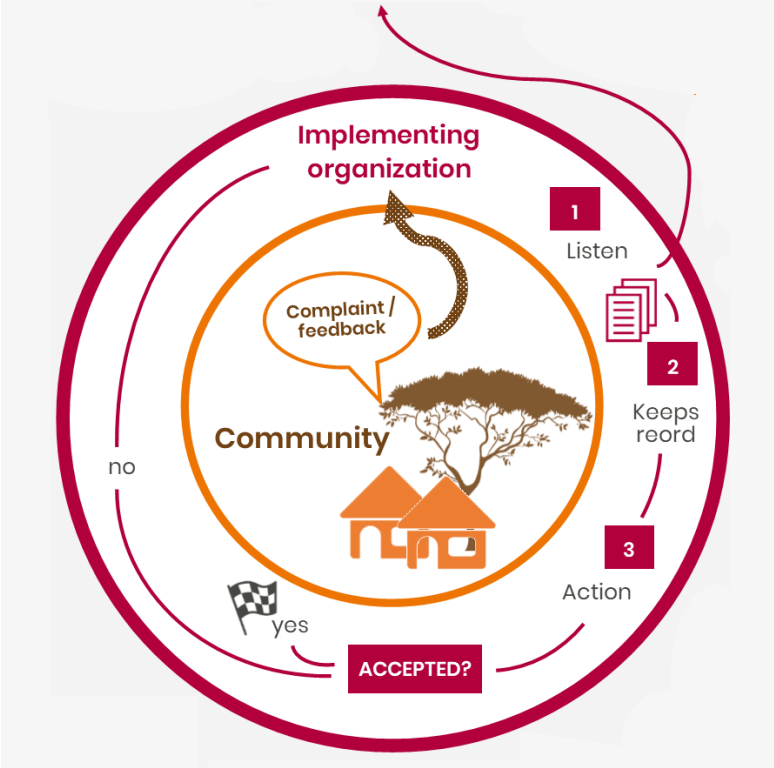 Implementing
organization
1
Listen
Complaint /
feedback
2
Keeps
reord
Community
no
3
Action
yes
ACCEPTED?